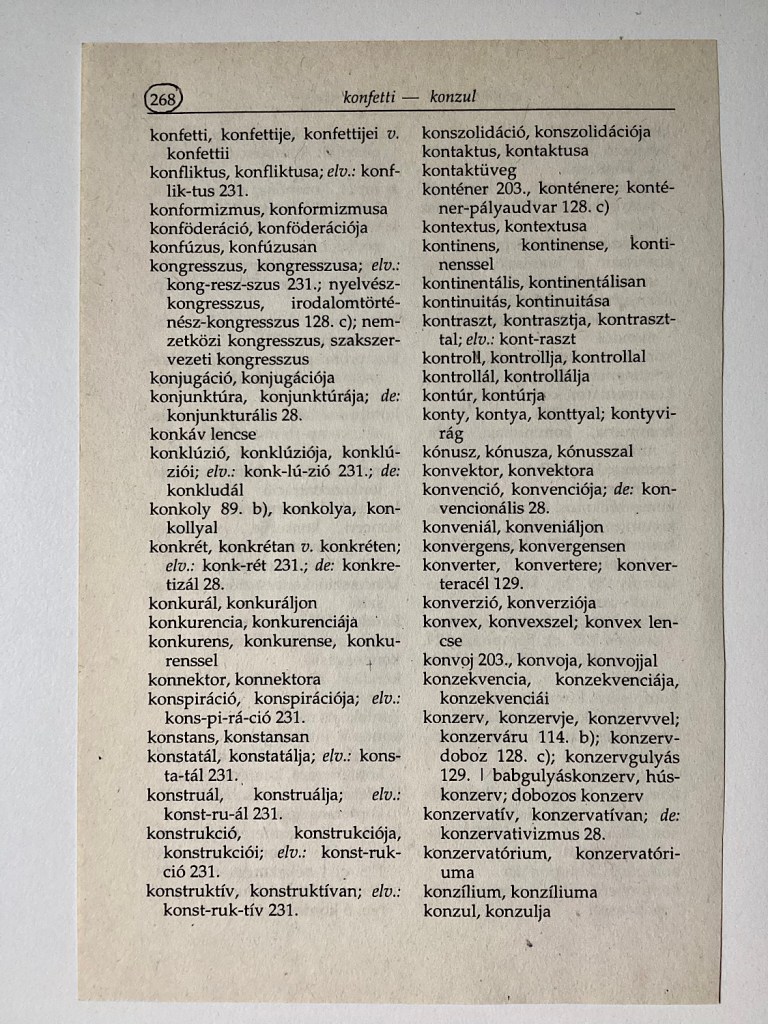 268
konfetti — konzul
konfetti, konfettije, konfettijei v.
konfettii
konfliktus, konfliktusa; elv.: konf-
lik-tus 231.
konformizmus, konformizmusa
konföderáció, konföderációja
konfúzus, konfúzusan
kongresszus, kongresszusa; elv.:
kong-resz-szus 231.; nyelvész-
kongresszus, irodalomtörté-
nész-kongresszus 128. c); nem-
zetközi kongresszus, szakszer-
vezeti kongresszus
konjugáció, konjugációja
konjunktúra, konjunktúrája; de:
konjunkturális 28.
konkáv lencse
konklúzió, konklúziója, konklú-
ziói; elv.: konk-lú-zió 231.; de:
konkludál
konkoly 89. b), konkolya, kon-
kollyal
konkrét, konkrétan v. konkréten;
elv.: konk-rét 231.; de: konkre-
tizál 28.
konkurál, konkuráljon
konkurencia, konkurenciája
konkurens, konkurense, konku-
renssel
konnektor, konnektora
konspiráció, konspirációja; elv.:
kons-pi-rá-ció 231.
konstans, konstansan
konstatál, konstatálja; elv.: kons-
ta-tál 231.
konstruál, konstruálja; elv.:
konst-ru-ál 231.
konstrukció, konstrukciója,
konstrukciói; elv.: konst-ruk-
ció 231.
konstruktív, konstruktívan; elv.:
konst-ruk-tív 231.
konszolidáció, konszolidációja
kontaktus, kontaktusa
kontaktüveg
konténer 203., konténere; konté-
ner-pályaudvar 128. c)
kontextus, kontextusa
kontinens, kontinense, konti-
nenssel
kontinentális, kontinentálisan
kontinuitás, kontinuitása
kontraszt, kontrasztja, kontraszt-
tal; elv.: kont-raszt
kontroll, kontrollja, kontrollal
kontrollál, kontrollálja
kontúr, kontúrja
konty, kontya, konttyal; kontyvi-
rág
kónusz, kónusza, kónusszal
konvektor, konvektora
konvenció, konvenciója; de: kon-
vencionális 28.
konveniál, konveniáljon
konvergens, konvergensen
konverter, konvertere; konver-
teracél 129.
konverzió, konverziója
konvex, konvexszel; konvex len-
cse
konvoj 203., konvoja, konvojjal
konzekvencia, konzekvenciája,
konzekvenciái
konzerv, konzervje, konzervvel;
konzerváru 114. b); konzerv-
doboz 128. c); konzervgulyás
129. | babgulyáskonzerv, hús-
konzerv; dobozos konzerv
konzervatív, konzervatívan; de:
konzervativizmus 28.
konzervatórium, konzervatóri-
uma
konzílium, konzíliuma
konzul, konzulja